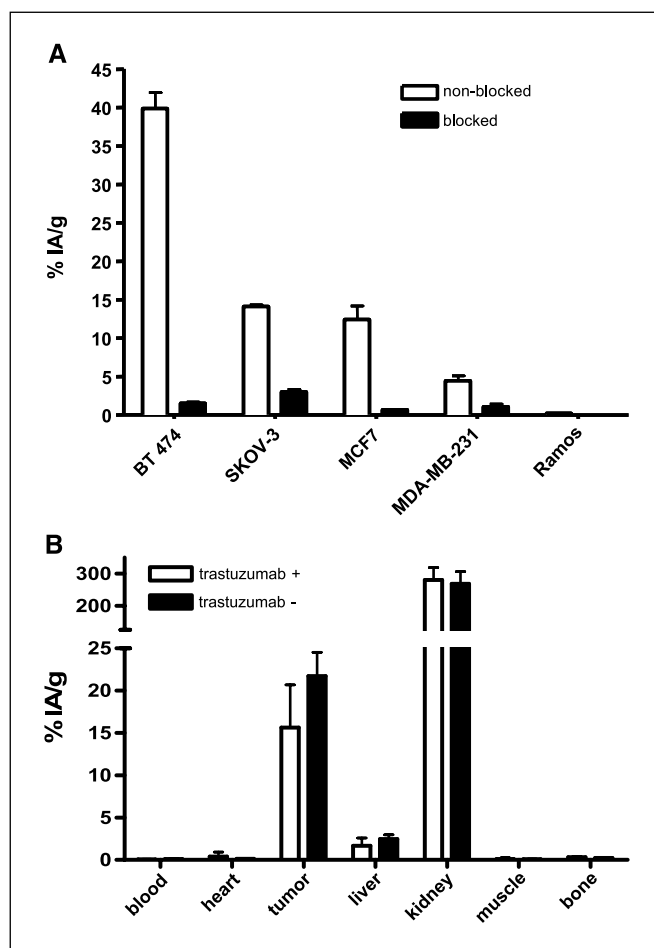 A
45
40
35
30
25
20
15
10
5
0
% IA/g
non-blocked
blocked
BT 474
SKOV-3
MCF7
MDA-MB-231
Ramos
B
300
200
25
20
15
10
5
0
% IA/g
trastuzumab +
trastuzumab -
blood
heart
tumor
liver
kidney
muscle
bone